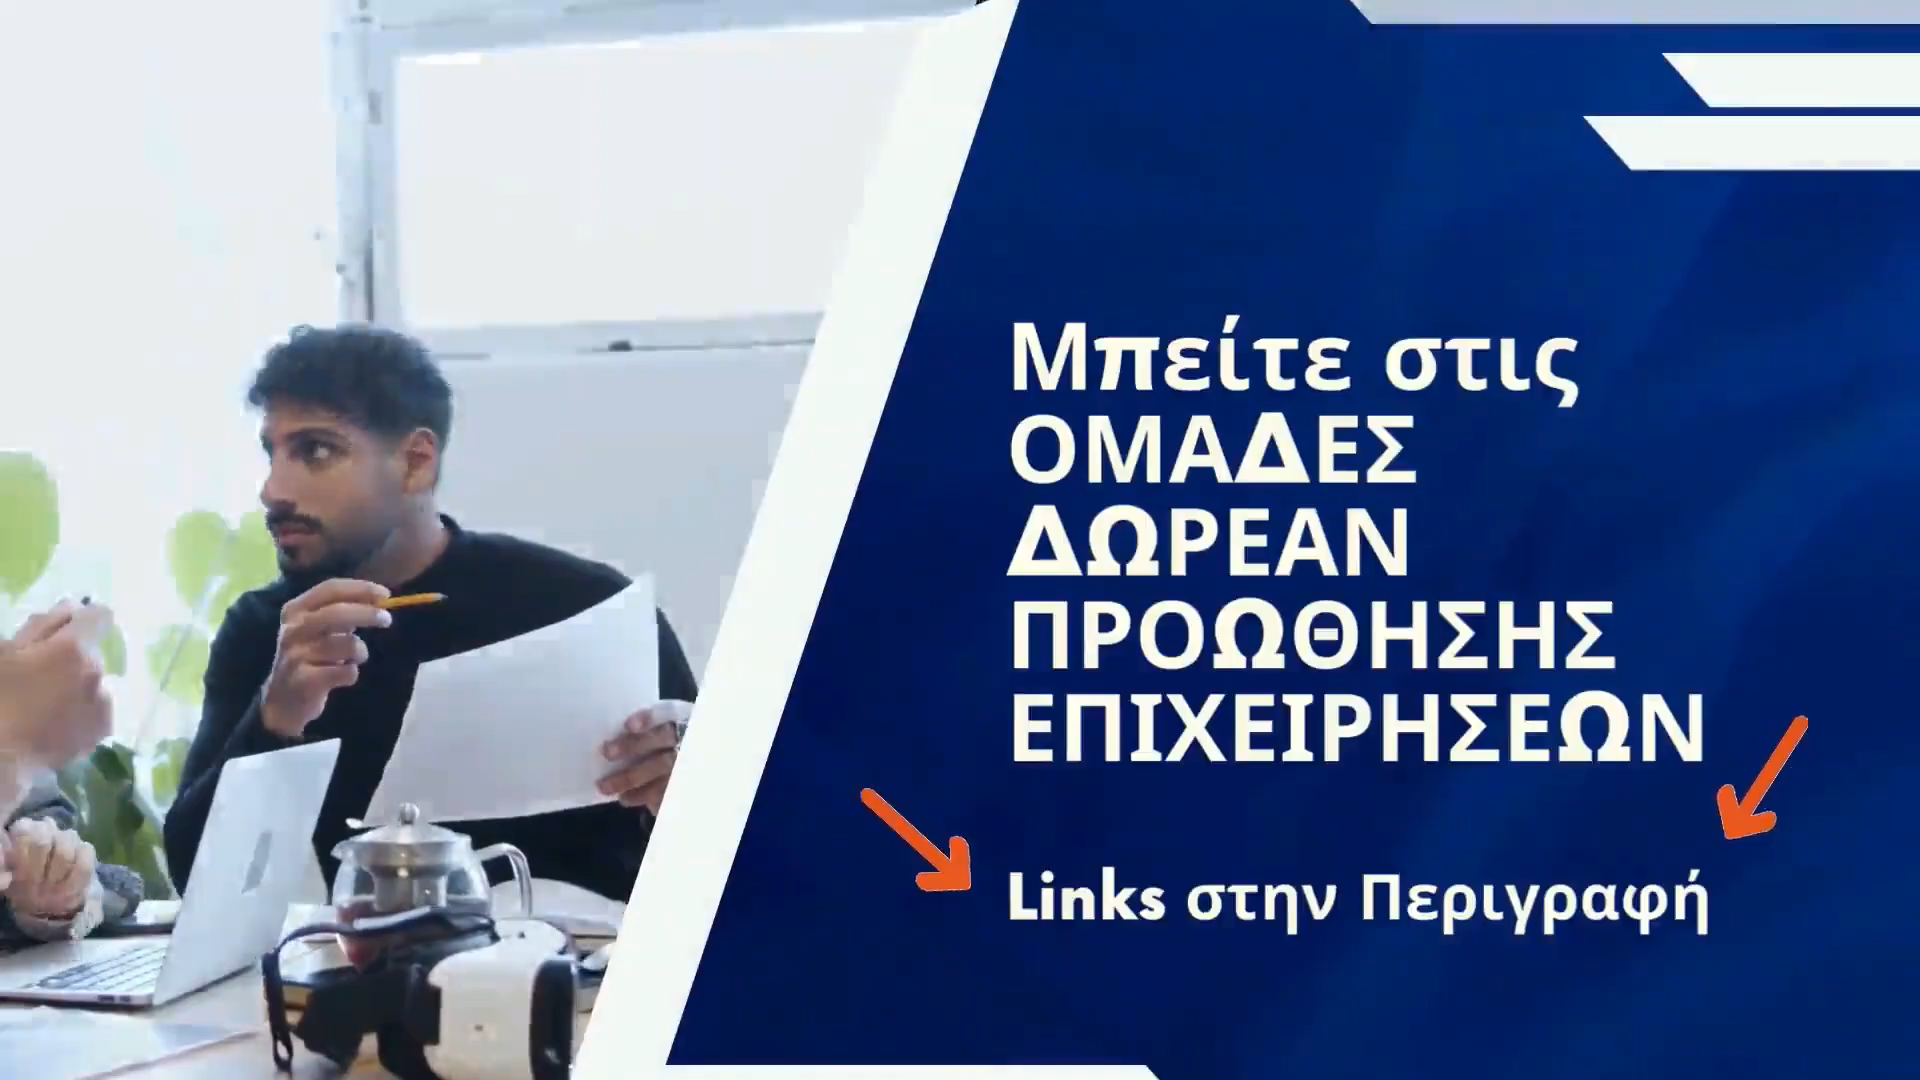 Μπείτε στις
ΟΜΑΔΕΣ
ΔΩΡΕΑΝ
ΠΡΟΩΘΗΣΗΣ
ΕΠΙΧΕΙΡΗΣΕΩΝ
Links στην Περιγραφή